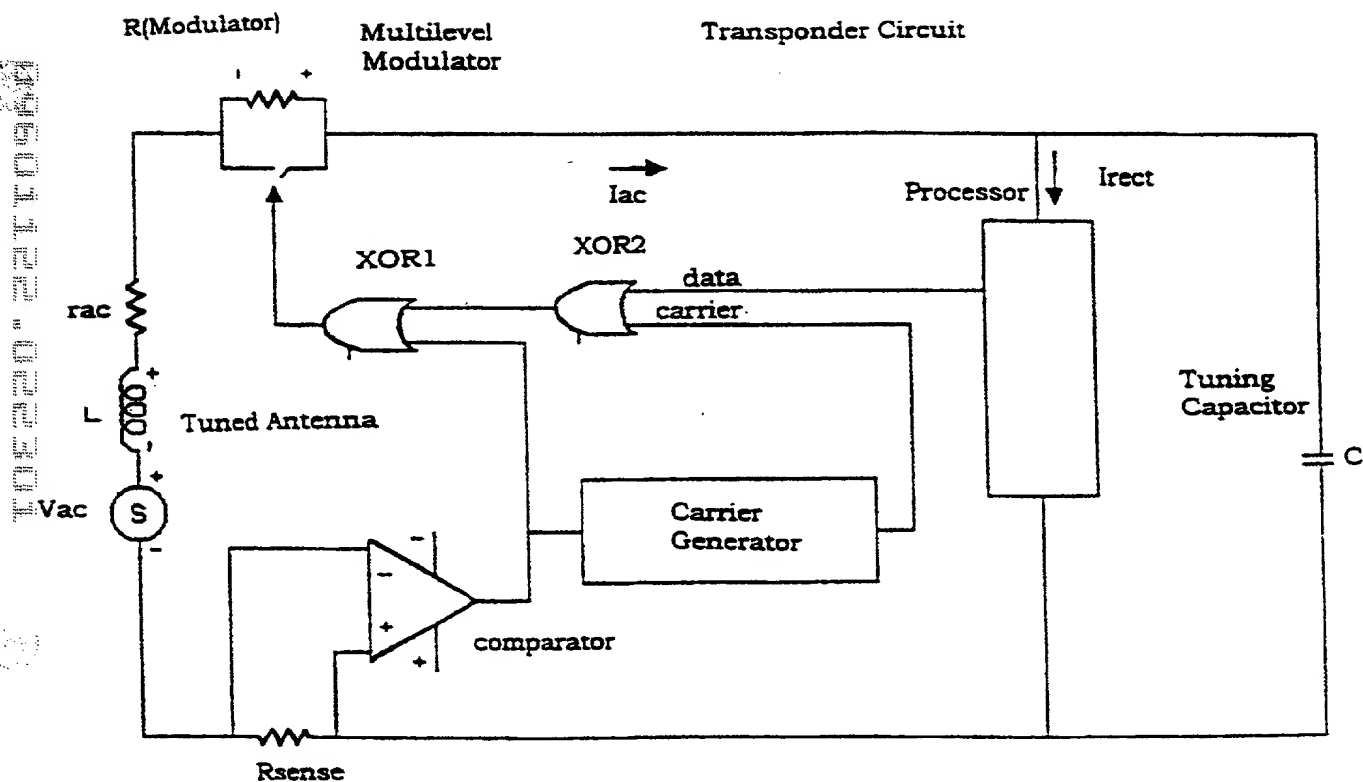 R(Modulator)
Multilevel
Modulator
Transponder Circuit
- +
Iac
Processor
Irect
XOR1
XOR2
data
carrier
rac
+
L
-
Tuned Antenna
+
Vac
S
-
Tuning
Capacitor
C
Carrier
Generator
-
-
+
+
comparator
Rsense